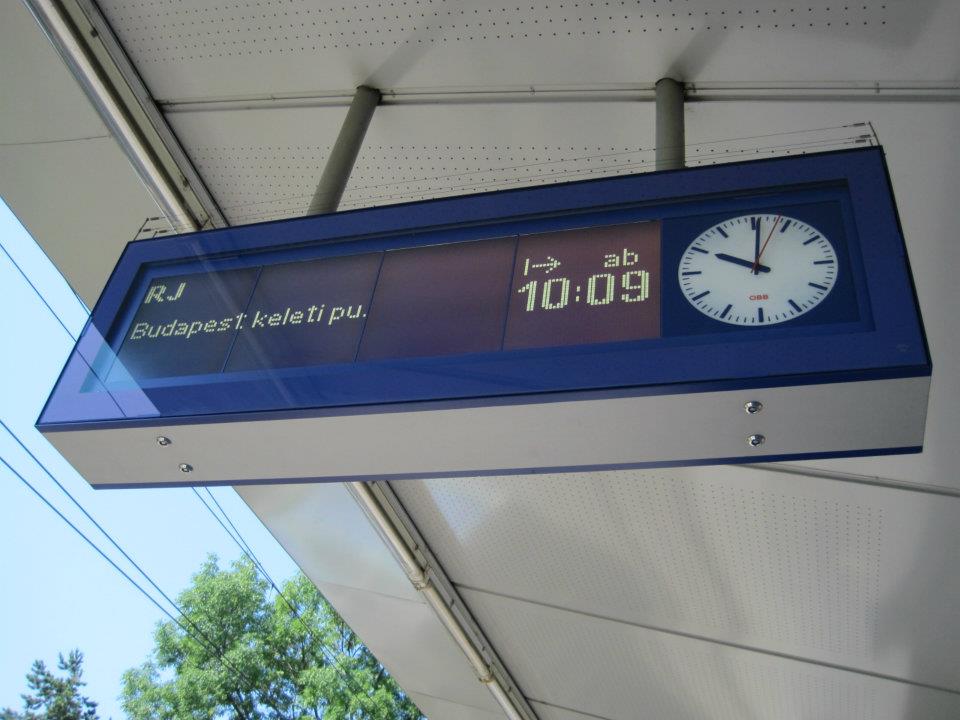 RJ
Budapest keleti pu.
|→ ab
10:09
ÖBB